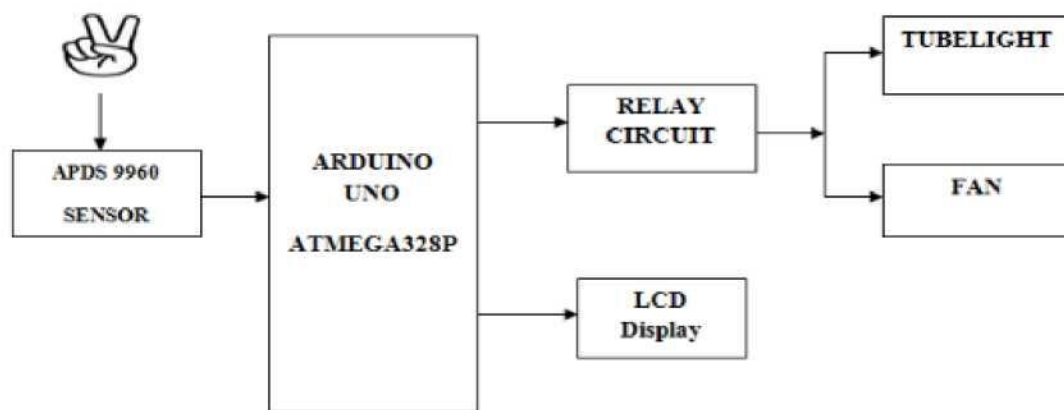 APDS 9960
SENSOR
ARDUINO
UNO
ATMEGA328P
RELAY
CIRCUIT
LCD
Display
TUBELIGHT
FAN